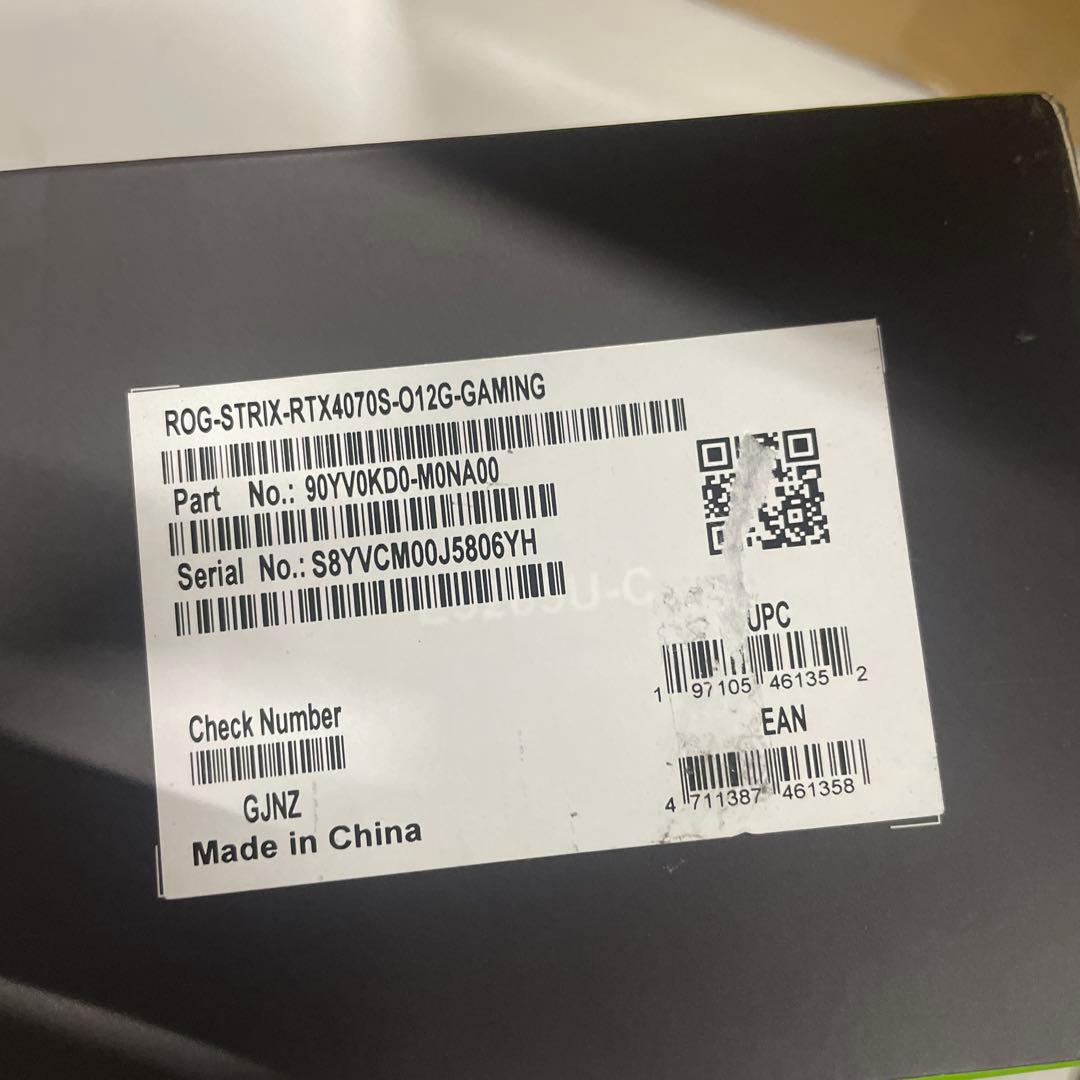 ROG-STRIX-RTX4070S-O12G-GAMING
Part No.: 90YV0KD0-M0NA00
Serial No.: S8YVCM00J5806YH
UPC
1 97105 46135 2
EAN
4 711387 461358
Check Number
GJNZ
Made in China